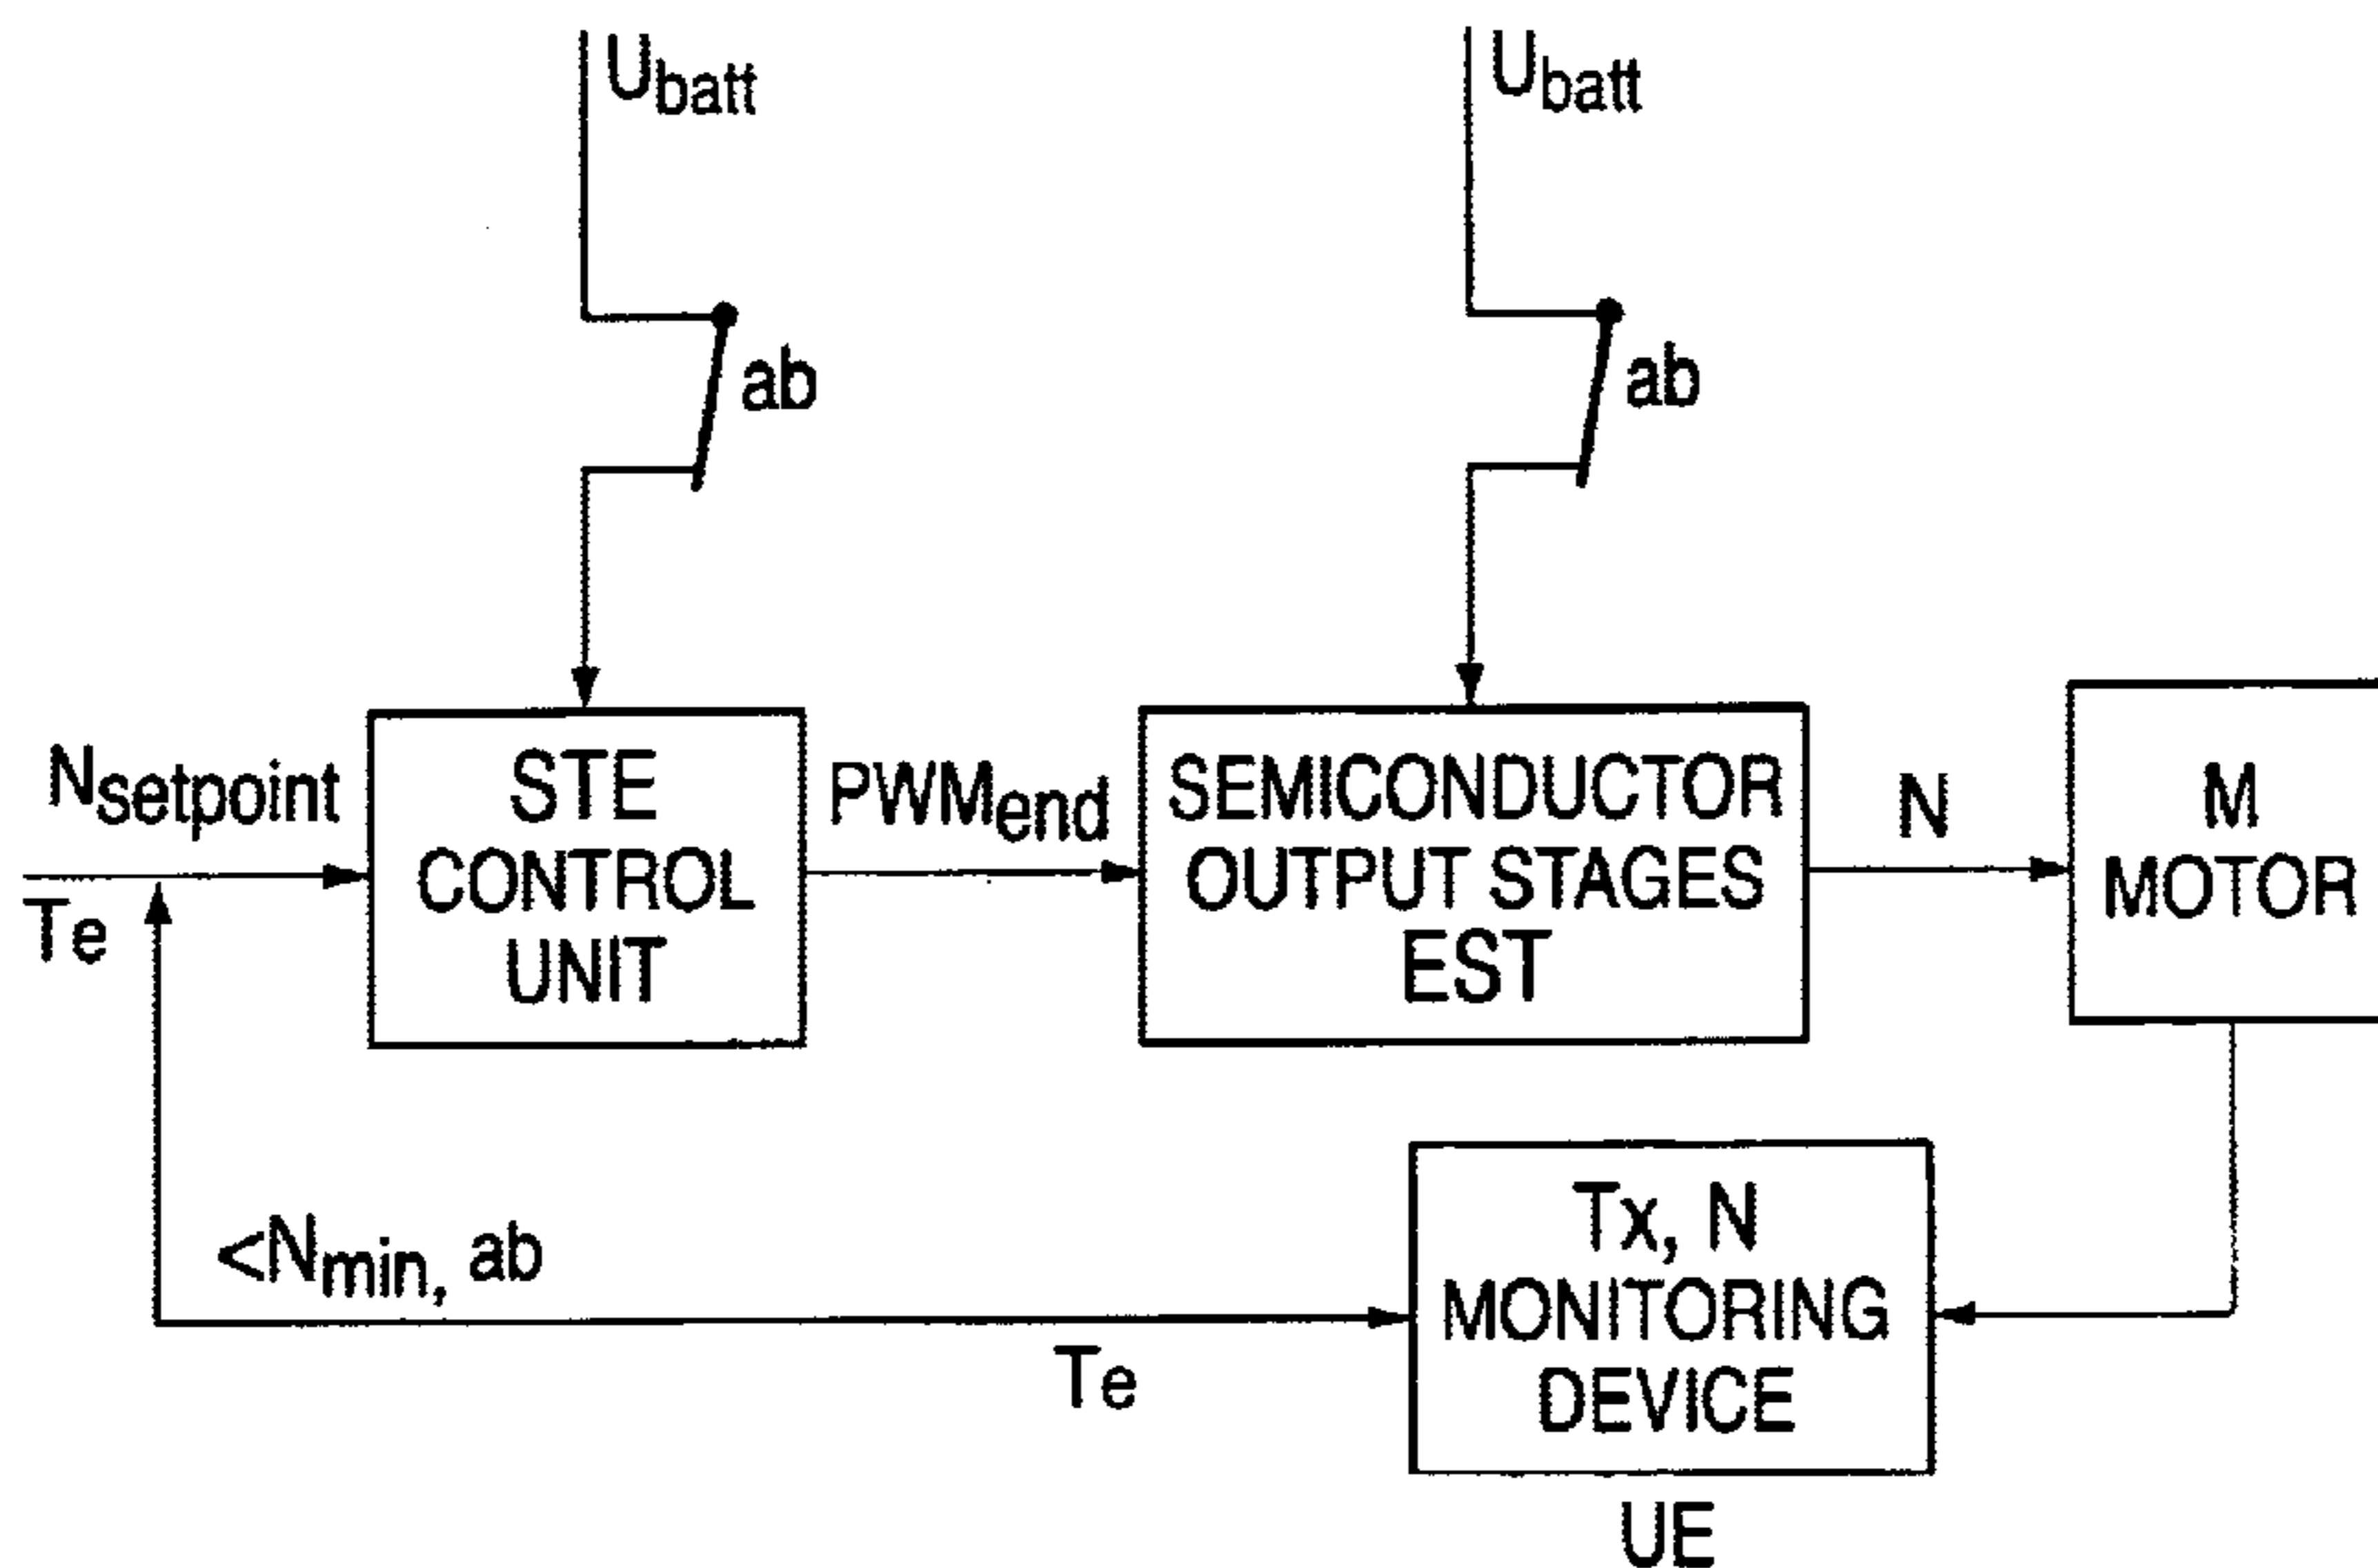 Ubatt
Ubatt
ab
ab
Nsetpoint
Te
STE
CONTROL
UNIT
PWMend
SEMICONDUCTOR
OUTPUT STAGES
EST
N
M
MOTOR
<Nmin, ab
Te
Tx, N
MONITORING
DEVICE
UE